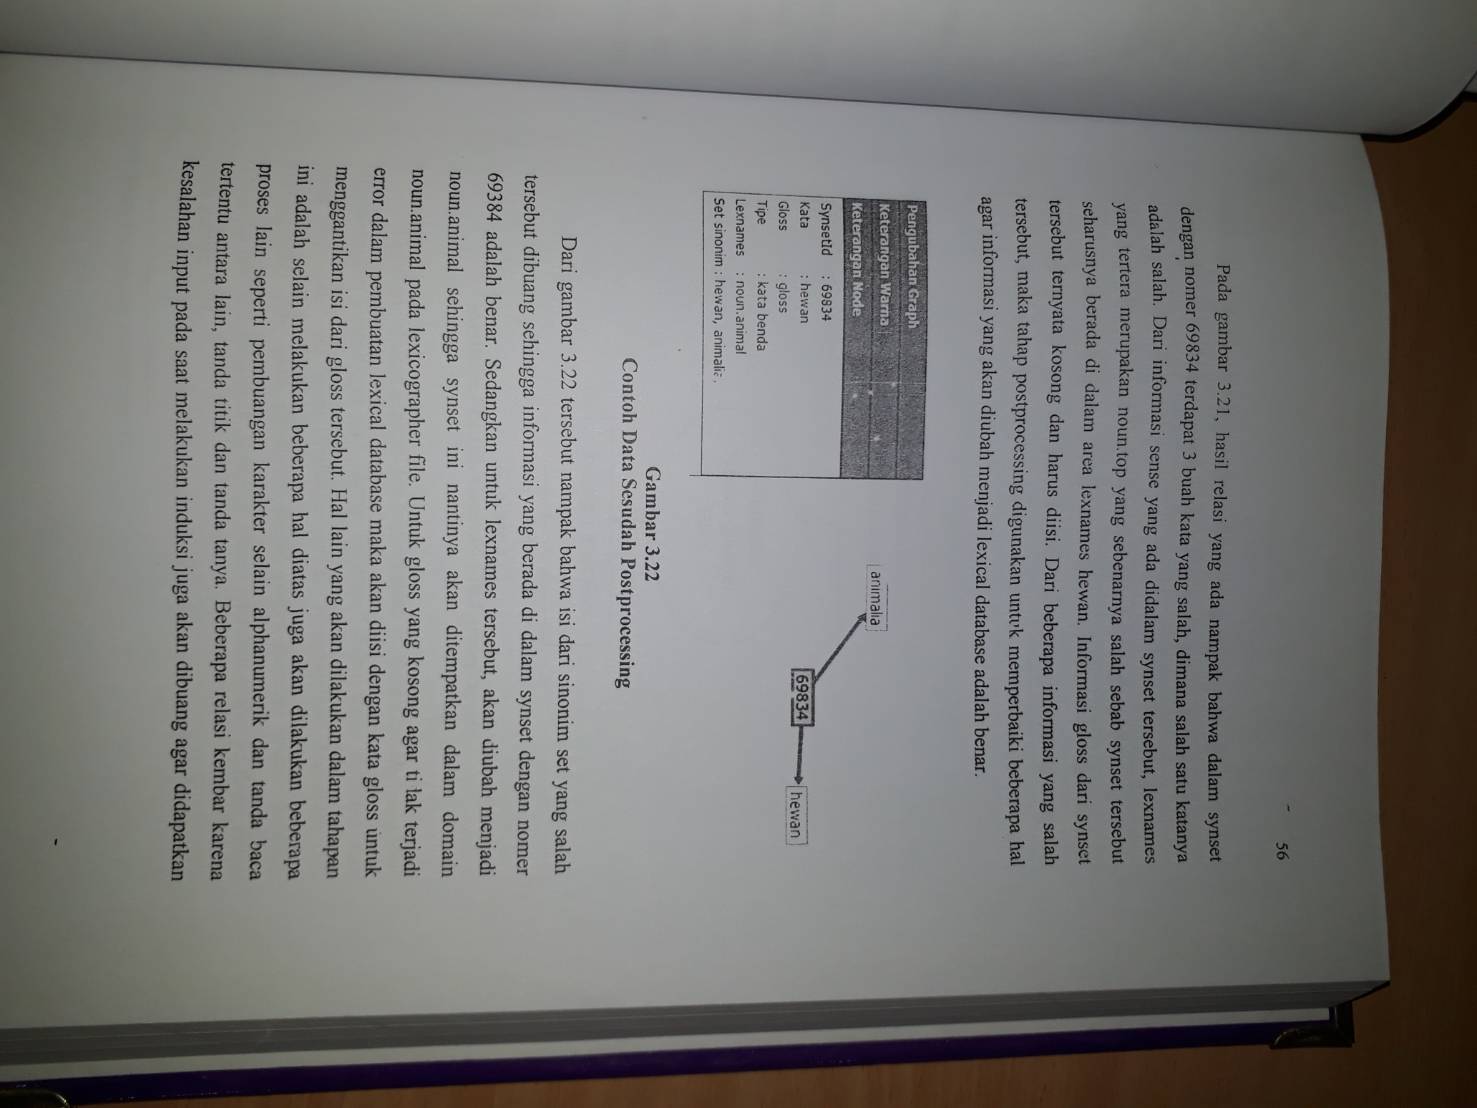 56
Pada gambar 3.21, hasil relasi yang ada nampak bahwa dalam synset
dengan nomer 69834 terdapat 3 buah kata yang salah, dimana salah satu katanya
adalah salah. Dari informasi sense yang ada didalam synset tersebut, lexnames
yang tertera merupakan noun.top yang sebenarnya salah sebab synset tersebut
seharusnya berada di dalam area lexnames hewan. Informasi gloss dari synset
tersebut ternyata kosong dan harus diisi. Dari beberapa informasi yang salah
tersebut, maka tahap postprocessing digunakan untuk memperbaiki beberapa hal
agar informasi yang akan diubah menjadi lexical database adalah benar.
Pengubahan Graph
Keterangan Warna
Keterangan Node
SynsetId : 69834
Kata : hewan
Gloss : gloss
Tipe : kata benda
Lexnames : noun.animal
Set sinonim : hewan, animalia.
animalia
69834
hewan
Gambar 3.22
Contoh Data Sesudah Postprocessing
Dari gambar 3.22 tersebut nampak bahwa isi dari sinonim set yang salah
tersebut dibuang sehingga informasi yang berada di dalam synset dengan nomer
69384 adalah benar. Sedangkan untuk lexnames tersebut, akan diubah menjadi
noun.animal sehingga synset ini nantinya akan ditempatkan dalam domain
noun.animal pada lexicographer file. Untuk gloss yang kosong agar tidak terjadi
error dalam pembuatan lexical database maka akan diisi dengan kata gloss untuk
menggantikan isi dari gloss tersebut. Hal lain yang akan dilakukan dalam tahapan
ini adalah selain melakukan beberapa hal diatas juga akan dilakukan beberapa
proses lain seperti pembuangan karakter selain alphanumerik dan tanda baca
tertentu antara lain, tanda titik dan tanda tanya. Beberapa relasi kembar karena
kesalahan input pada saat melakukan induksi juga akan dibuang agar didapatkan